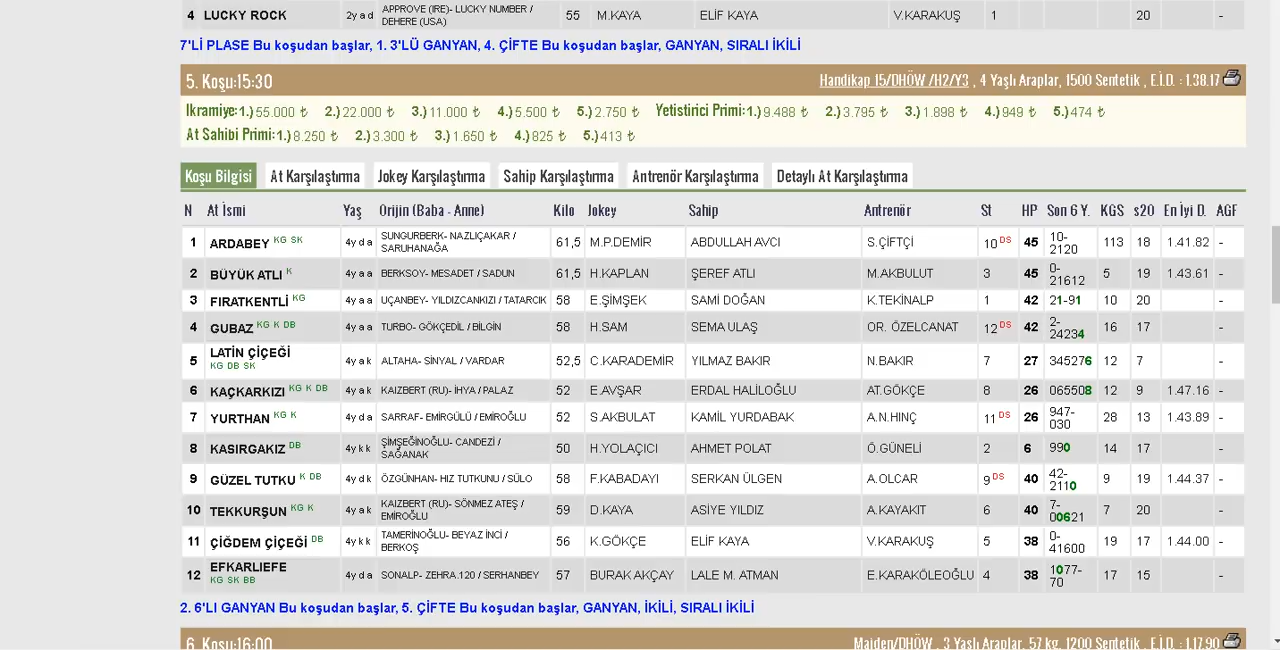 4 LUCKY ROCK 2y a d APPROVE (IRE)- LUCKY NUMBER / DEHERE (USA) 55 M.KAYA ELİF KAYA V.KARAKUŞ 1 20 -
7'Lİ PLASE Bu koşudan başlar, 1. 3'LÜ GANYAN, 4. ÇİFTE Bu koşudan başlar, GANYAN, SIRALI İKİLİ
5. Koşu:15:30 Handikap 15/DHÖW /H2/Y3 , 4 Yaşlı Araplar, 1500 Sentetik , E.İ.D. : 1.38.17
Ikramiye:1.)55.000 ₺ 2.)22.000 ₺ 3.)11.000 ₺ 4.)5.500 ₺ 5.)2.750 ₺ Yetistirici Primi:1.)9.488 ₺ 2.)3.795 ₺ 3.)1.898 ₺ 4.)949 ₺ 5.)474 ₺
At Sahibi Primi:1.)8.250 ₺ 2.)3.300 ₺ 3.)1.650 ₺ 4.)825 ₺ 5.)413 ₺
Koşu Bilgisi At Karşılaştırma Jokey Karşılaştırma Sahip Karşılaştırma Antrenör Karşılaştırma Detaylı At Karşılaştırma
N At İsmi Yaş Orijin (Baba - Anne) Kilo Jokey Sahip Antrenör St HP Son 6 Y. KGS s20 En İyi D. AGF
1 ARDABEY KG SK 4y d a SUNGURBERK- NAZLIÇAKAR / SARUHANAĞA 61,5 M.P.DEMİR ABDULLAH AVCI S.ÇİFTÇİ 10 DS 45 10-2120 113 18 1.41.82 -
2 BÜYÜK ATLI K 4y a a BERKSOY- MESADET / SADUN 61,5 H.KAPLAN ŞEREF ATLI M.AKBULUT 3 45 0-21612 5 19 1.43.61 -
3 FIRATKENTLİ KG 4y a a UÇANBEY- YILDIZCANKIZI / TATARCIK 58 E.ŞİMŞEK SAMİ DOĞAN K.TEKİNALP 1 42 21-91 10 20 -
4 GUBAZ KG K DB 4y a a TURBO- GÖKÇEDİL / BİLGİN 58 H.SAM SEMA ULAŞ OR. ÖZELCANAT 12 DS 42 2-24234 16 17 -
5 LATİN ÇİÇEĞİ KG DB SK 4y a k ALTAHA- SİNYAL / VARDAR 52,5 C.KARADEMİR YILMAZ BAKIR N.BAKIR 7 27 345276 12 7 -
6 KAÇKARKIZI KG K DB 4y a k KAIZBERT (RU)- İHYA / PALAZ 52 E.AVŞAR ERDAL HALİLOĞLU AT.GÖKÇE 8 26 065508 12 9 1.47.16 -
7 YURTHAN KG K 4y d a SARRAF- EMİRGÜLÜ / EMİROĞLU 52 S.AKBULAT KAMİL YURDABAK A.N.HINÇ 11 DS 26 947-030 28 13 1.43.89 -
8 KASIRGAKIZ DB 4y k k ŞİMŞEĞİNOĞLU- CANDEZİ / SAĞANAK 50 H.YOLAÇICI AHMET POLAT Ö.GÜNELİ 2 6 990 14 17 -
9 GÜZEL TUTKU K DB 4y d k ÖZGÜNHAN- HIZ TUTKUNU / SÜLO 58 F.KABADAYI SERKAN ÜLGEN A.OLCAR 9 DS 40 42-2110 9 19 1.44.37 -
10 TEKKURŞUN KG K 4y a k KAIZBERT (RU)- SÖNMEZ ATEŞ / EMİROĞLU 59 D.KAYA ASİYE YILDIZ A.KAYAKIT 6 40 7-00621 7 20 -
11 ÇİĞDEM ÇİÇEĞİ DB 4y k k TAMERİNOĞLU- BEYAZ İNCİ / BERKOŞ 56 K.GÖKÇE ELİF KAYA V.KARAKUŞ 5 38 0-41600 19 17 1.44.00 -
12 EFKARLIEFE KG SK BB 4y d a SONALP- ZEHRA.120 / SERHANBEY 57 BURAK AKÇAY LALE M. ATMAN E.KARAKÖLEOĞLU 4 38 1077-70 17 15 -
2. 6'LI GANYAN Bu koşudan başlar, 5. ÇİFTE Bu koşudan başlar, GANYAN, İKİLİ, SIRALI İKİLİ
6. Koşu:16:00 Maiden/DHÖW , 3 Yaşlı Araplar, 57 kg, 1200 Sentetik , E.İ.D. : 1.17.90